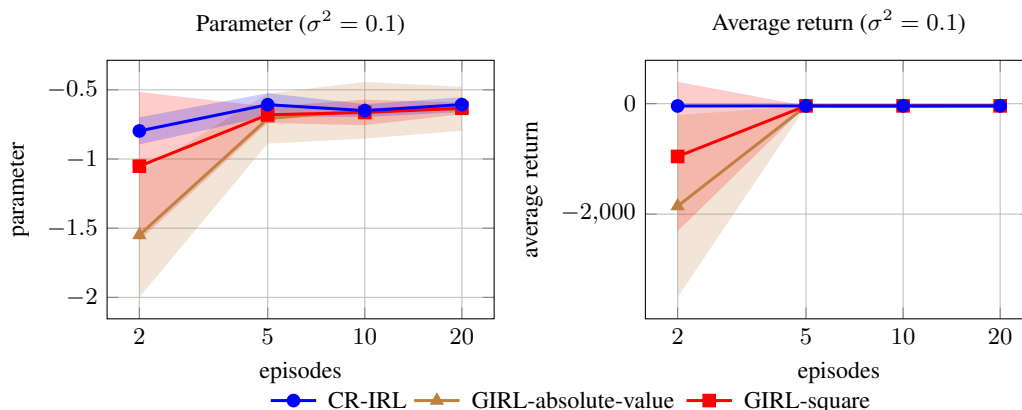 Parameter (σ² = 0.1)
−0.5
−1
−1.5
−2
parameter
2 5 10 20
episodes
Average return (σ² = 0.1)
0
−2,000
average return
2 5 10 20
episodes
CR-IRL GIRL-absolute-value GIRL-square